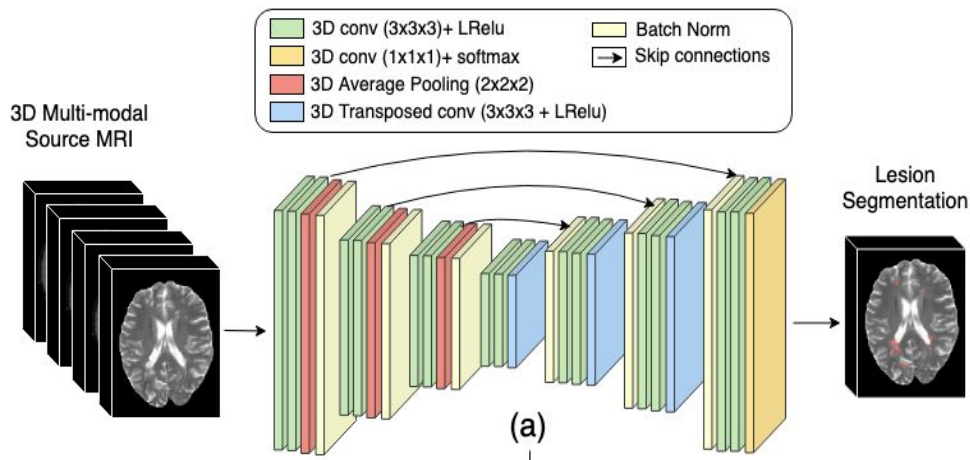 3D conv (3x3x3)+ LRelu
Batch Norm
3D conv (1x1x1)+ softmax
Skip connections
3D Average Pooling (2x2x2)
3D Transposed conv (3x3x3 + LRelu)
3D Multi-modal
Source MRI
Lesion
Segmentation
(a)